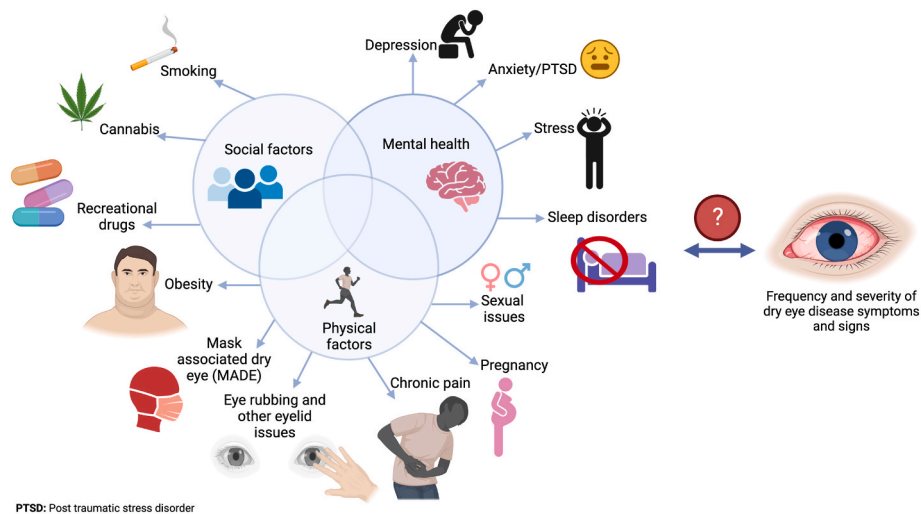 Depression
Anxiety/PTSD
Smoking
Stress
Cannabis
Social factors
Mental health
Recreational
drugs
Sleep disorders
?
Obesity
Sexual
issues
Frequency and severity of
dry eye disease symptoms
and signs
Physical
factors
Mask
associated dry
eye (MADE)
Pregnancy
Chronic pain
Eye rubbing and
other eyelid
issues
PTSD: Post traumatic stress disorder